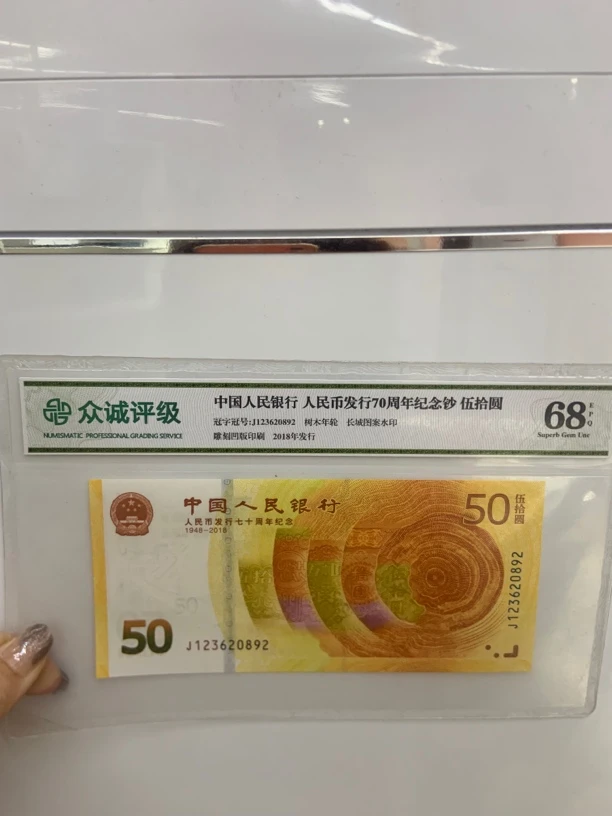 众诚评级
NUMISMATIC PROFESSIONAL GRADING SERVICE
中国人民银行 人民币发行70周年纪念钞 伍拾圆
冠字冠号:J123620892 树木年轮 长城图案水印
雕刻凹版印刷 2018年发行
68 EPQ
Superb Gem Unc
中国人民银行
人民币发行七十周年纪念
1948-2018
50 伍拾圆
J123620892
50
50
J123620892